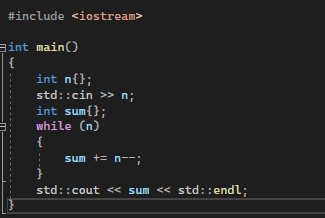 #include <iostream>
int main()
{
int n{};
std::cin >> n;
int sum{};
while (n)
{
sum += n--;
}
std::cout << sum << std::endl;
}